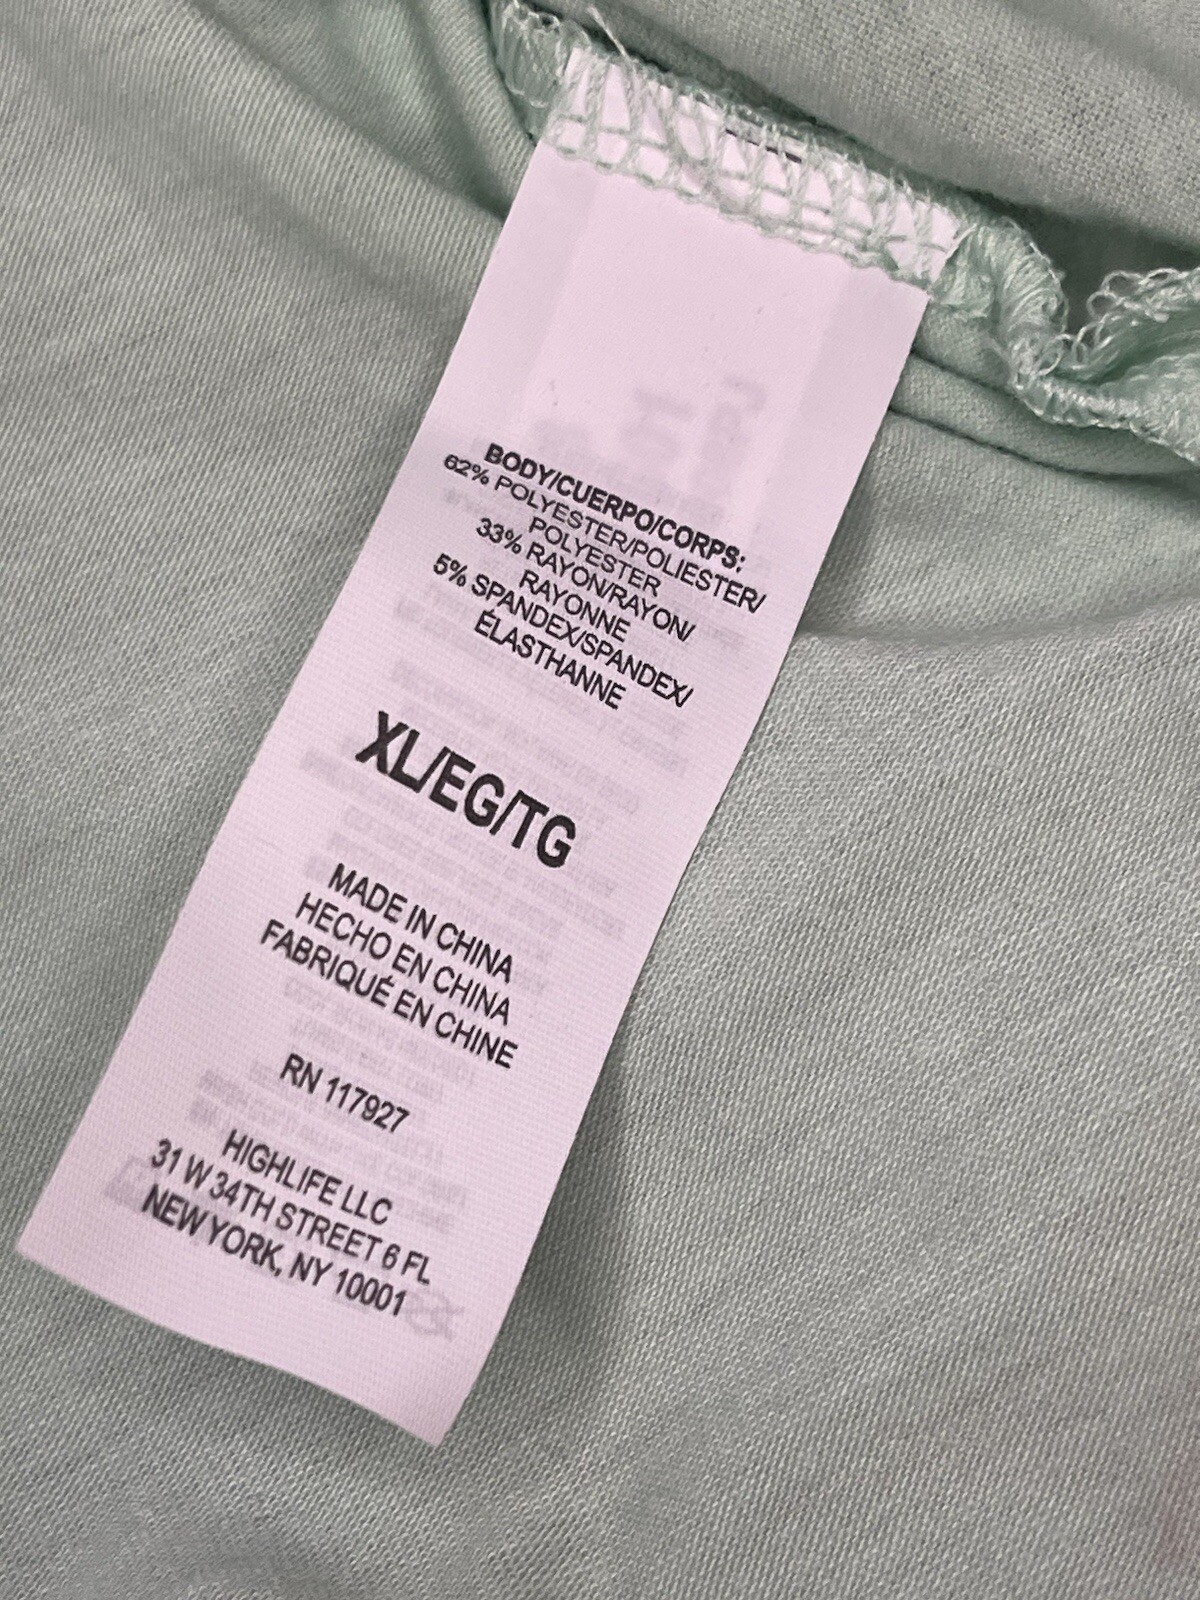 BODY/CUERPO/CORPS:
62% POLYESTER/POLIESTER/
POLYESTER
33% RAYON/RAYON/
RAYONNE
5% SPANDEX/SPANDEX/
ÉLASTHANNE
XL/EG/TG
MADE IN CHINA
HECHO EN CHINA
FABRIQUÉ EN CHINE
RN 117927
HIGHLIFE LLC
31 W 34TH STREET 6 FL
NEW YORK, NY 10001